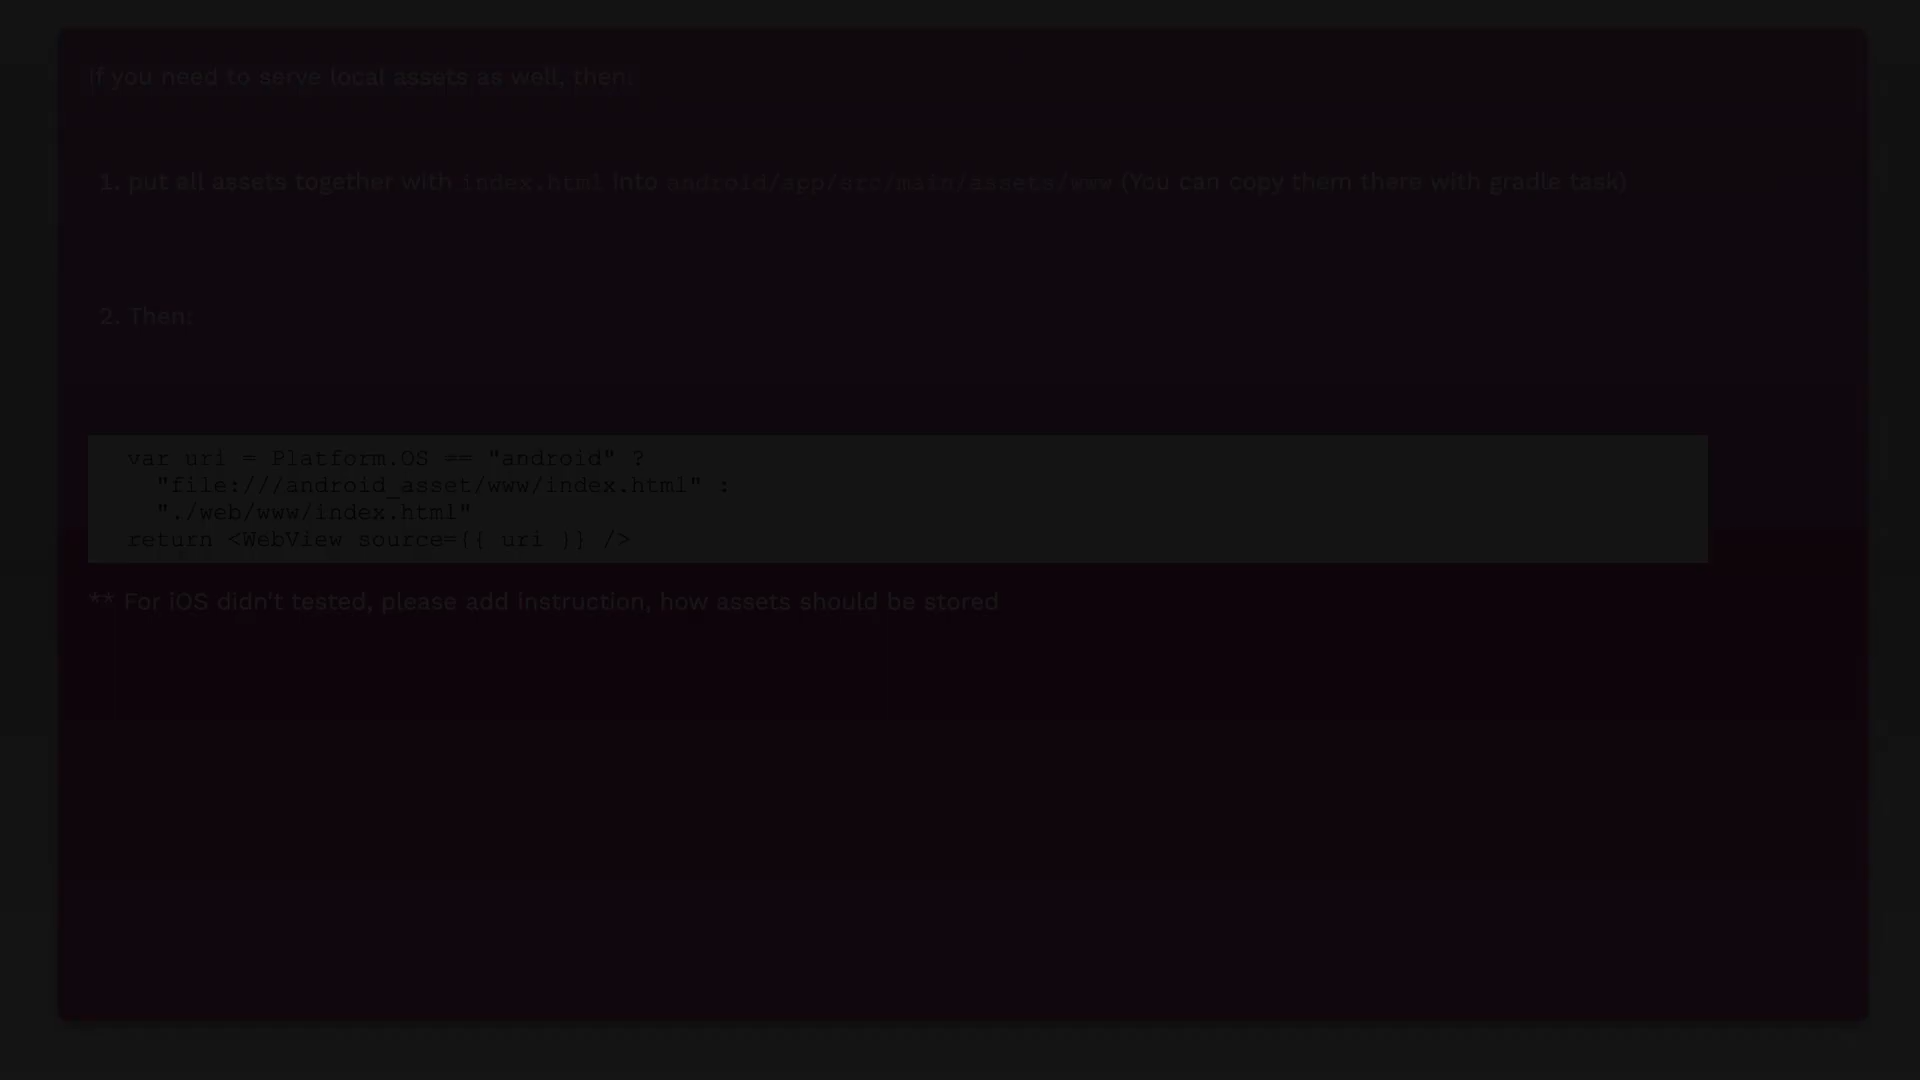 If you need to serve local assets as well, then:
1. put all assets together with index.html into android/app/src/main/assets/www (You can copy them there with gradle task)
2. Then:
var uri = Platform.OS == "android" ?
"file:///android_asset/www/index.html" :
"./web/www/index.html"
return <WebView source={{ uri }} />
** For iOS didn't tested, please add instruction, how assets should be stored